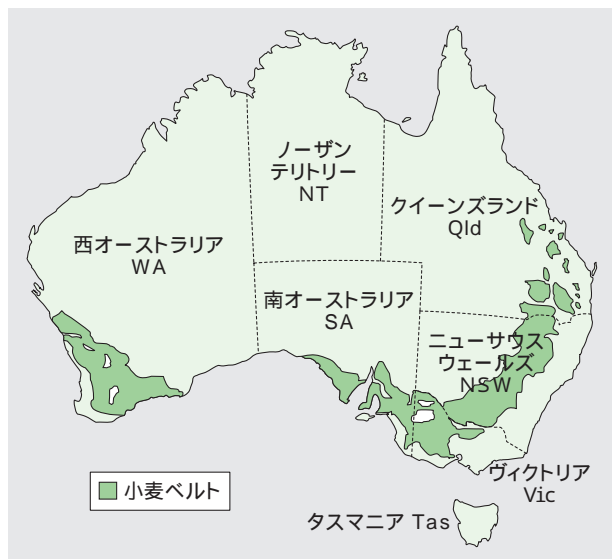 ノーザン
テリトリー
NT
クイーンズランド
Qld
西オーストラリア
WA
南オーストラリア
SA
ニューサウス
ウェールズ
NSW
ヴィクトリア
Vic
タスマニア Tas
小麦ベルト